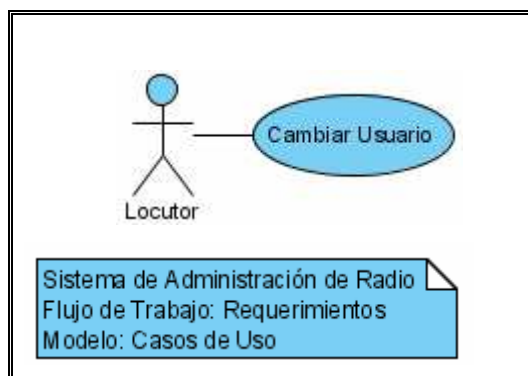 Cambiar Usuario
Locutor
Sistema de Administración de Radio
Flujo de Trabajo: Requerimientos
Modelo: Casos de Uso